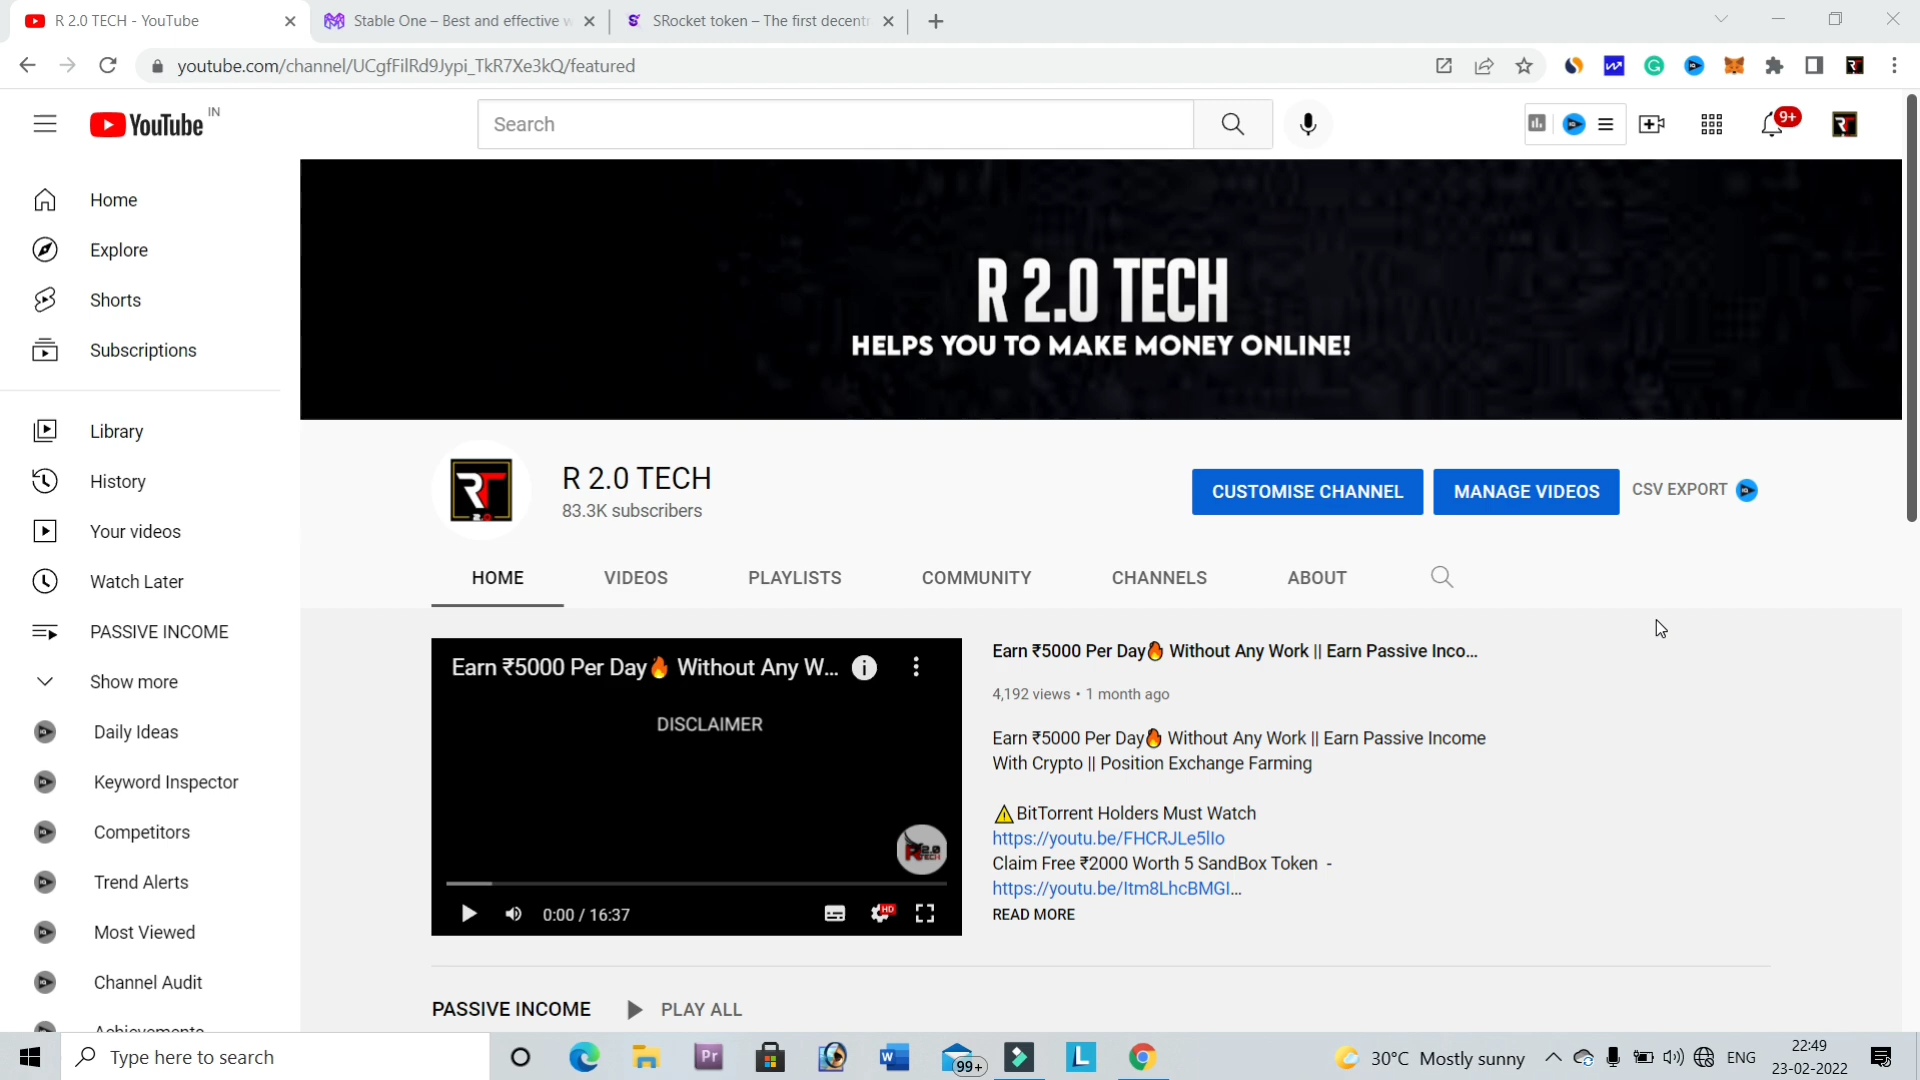 R 2.0 TECH - YouTube
Stable One – Best and effective w
SRocket token – The first decentr
youtube.com/channel/UCgfFilRd9Jypi_TkR7Xe3kQ/featured
YouTube IN
Search
9+
Home
Explore
Shorts
Subscriptions
Library
History
Your videos
Watch Later
PASSIVE INCOME
Show more
Daily Ideas
Keyword Inspector
Competitors
Trend Alerts
Most Viewed
Channel Audit
R 2.0 TECH
HELPS YOU TO MAKE MONEY ONLINE!
R 2.0 TECH
83.3K subscribers
CUSTOMISE CHANNEL
MANAGE VIDEOS
CSV EXPORT
HOME VIDEOS PLAYLISTS COMMUNITY CHANNELS ABOUT
Earn ₹5000 Per Day🔥 Without Any W...
DISCLAIMER
R2.0
TECH
0:00 / 16:37
HD
Earn ₹5000 Per Day🔥 Without Any Work || Earn Passive Inco...
4,192 views • 1 month ago
Earn ₹5000 Per Day🔥 Without Any Work || Earn Passive Income
With Crypto || Position Exchange Farming
⚠BitTorrent Holders Must Watch
https://youtu.be/FHCRJLe5lIo
Claim Free ₹2000 Worth 5 SandBox Token -
https://youtu.be/Itm8LhcBMGI...
READ MORE
PASSIVE INCOME
PLAY ALL
Type here to search
Pr
W
99+
L
30°C Mostly sunny
ENG
22:49
23-02-2022